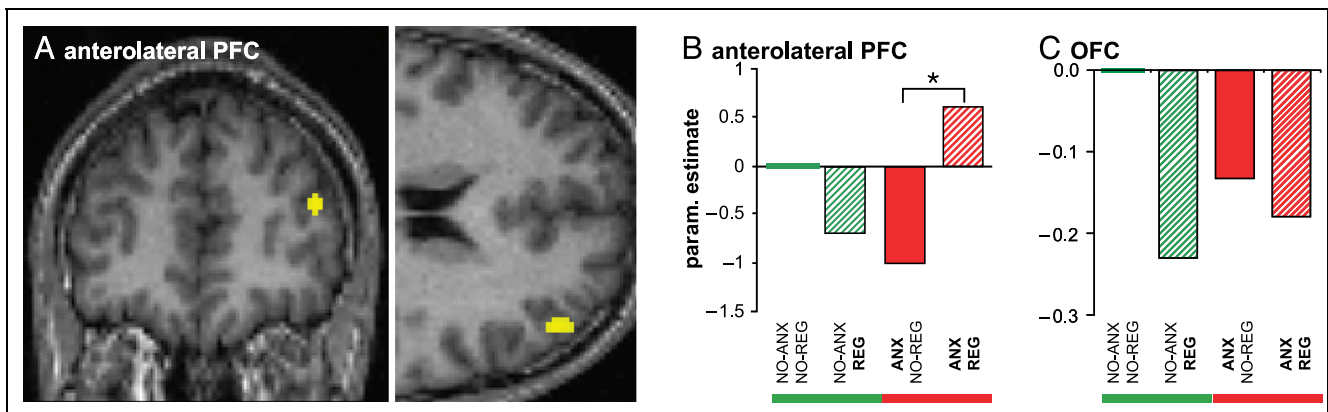 A anterolateral PFC
B anterolateral PFC
param. estimate
1
0.5
0
−0.5
−1
−1.5
*
NO-ANX
NO-REG
NO-ANX
REG
ANX
NO-REG
ANX
REG
C OFC
0.0
−0.1
−0.2
−0.3
NO-ANX
NO-REG
NO-ANX
REG
ANX
NO-REG
ANX
REG